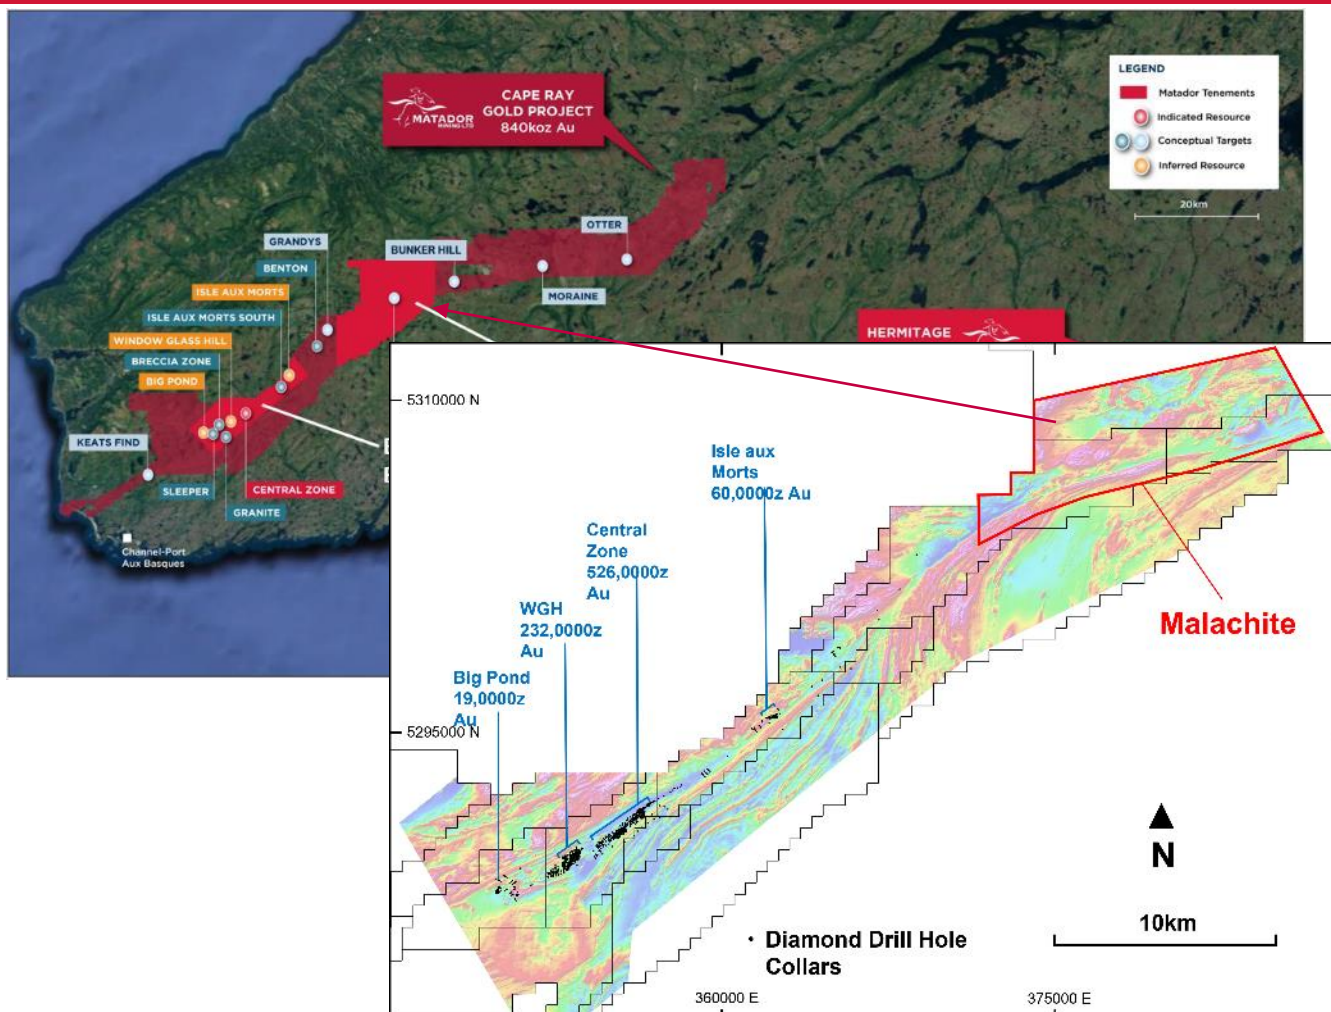 LEGEND
Matador Tenements
Indicated Resource
Conceptual Targets
Inferred Resource
20km
MATADOR
MINING LTD
CAPE RAY
GOLD PROJECT
840koz Au
OTTER
GRANDYS
BUNKER HILL
BENTON
ISLE AUX MORTS
MORAINE
ISLE AUX MORTS SOUTH
HERMITAGE
WINDOW GLASS HILL
BRECCIA ZONE
BIG POND
KEATS FIND
SLEEPER
CENTRAL ZONE
GRANITE
Channel-Port
Aux Basques
5310000 N
Isle aux
Morts
60,0000z Au
Central
Zone
526,0000z
Au
WGH
232,0000z
Au
Malachite
Big Pond
19,0000z
Au
5295000 N
N
10km
Diamond Drill Hole
Collars
360000 E
375000 E